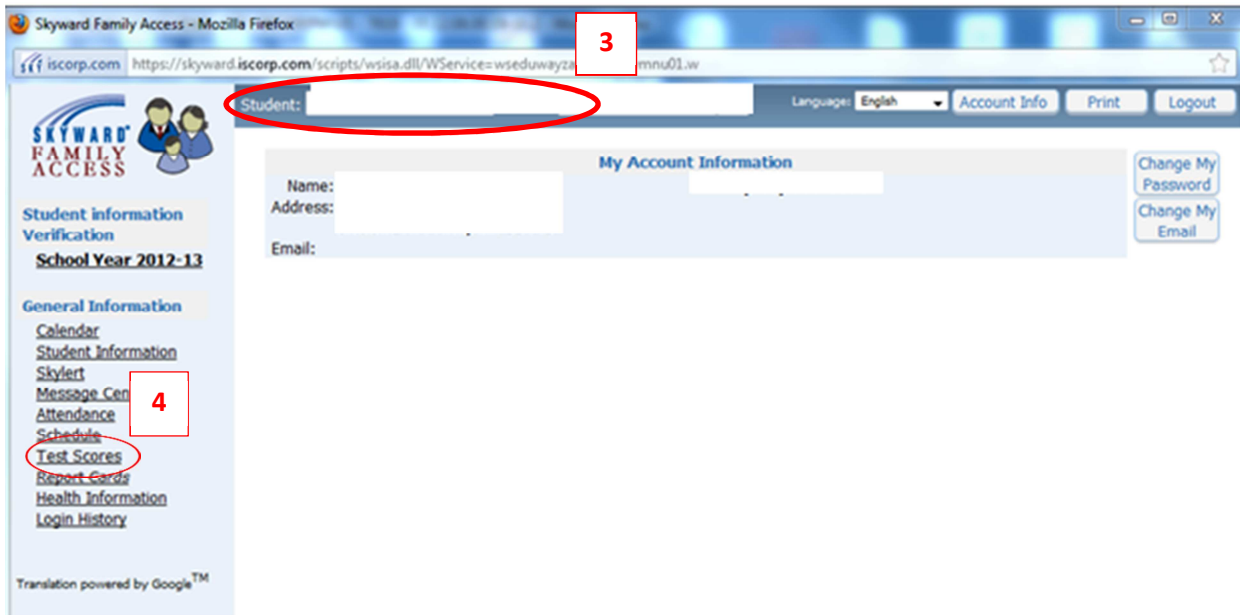 Skyward Family Access - Mozilla Firefox
3
iscorp.com https://skyward.iscorp.com/scripts/wsisa.dll/WService=wseduwayza mnu01.w
Student: Language: English Account Info Print Logout
SKYWARD®
FAMILY
ACCESS
My Account Information
Name:
Address:
Email:
Change My
Password
Change My
Email
Student information
Verification
School Year 2012-13
General Information
Calendar
Student Information
Skylert
Message Cen
4
Attendance
Schedule
Test Scores
Report Cards
Health Information
Login History
Translation powered by Google™